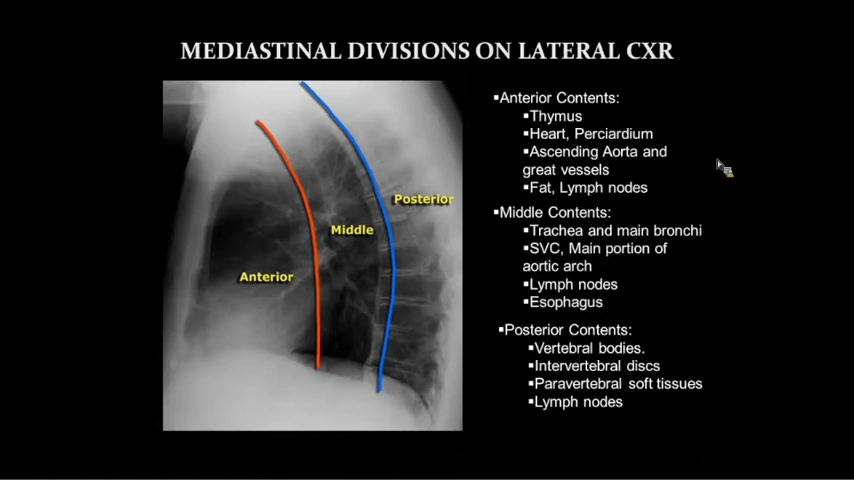 MEDIASTINAL DIVISIONS ON LATERAL CXR
▪Anterior Contents:
▪Thymus
▪Heart, Perciardium
▪Ascending Aorta and
great vessels
▪Fat, Lymph nodes
▪Middle Contents:
▪Trachea and main bronchi
▪SVC, Main portion of
aortic arch
▪Lymph nodes
▪Esophagus
▪Posterior Contents:
▪Vertebral bodies.
▪Intervertebral discs
▪Paravertebral soft tissues
▪Lymph nodes
Posterior
Middle
Anterior